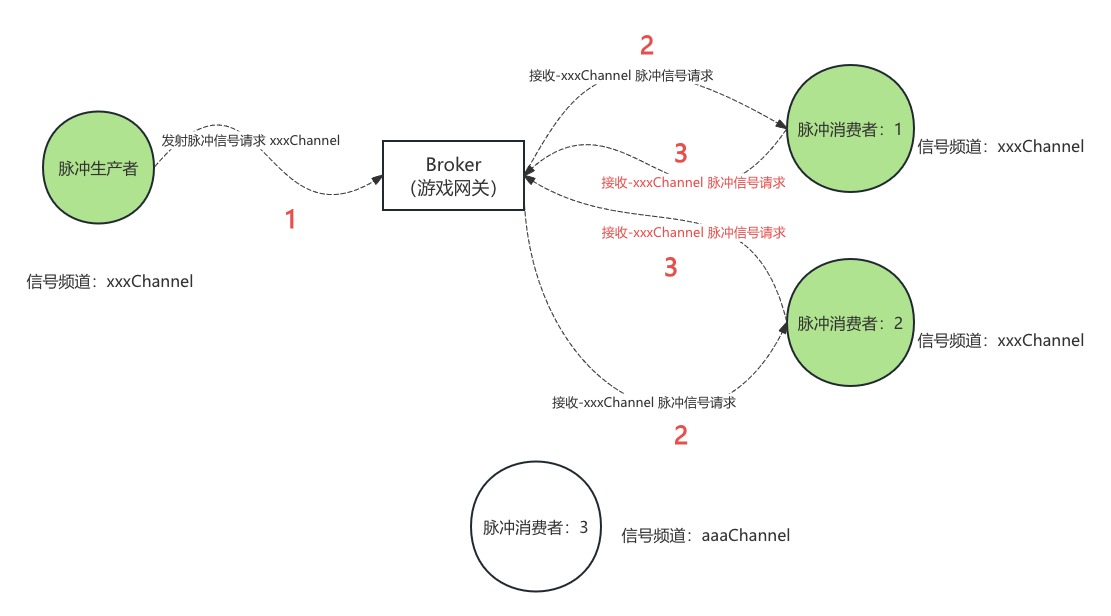 2
接收-xxxChannel 脉冲信号请求
发射脉冲信号请求 xxxChannel
脉冲生产者
Broker
（游戏网关）
脉冲消费者：1
信号频道：xxxChannel
3
接收-xxxChannel 脉冲信号请求
1
接收-xxxChannel 脉冲信号请求
3
信号频道：xxxChannel
脉冲消费者：2
信号频道：xxxChannel
接收-xxxChannel 脉冲信号请求
2
脉冲消费者：3
信号频道：aaaChannel